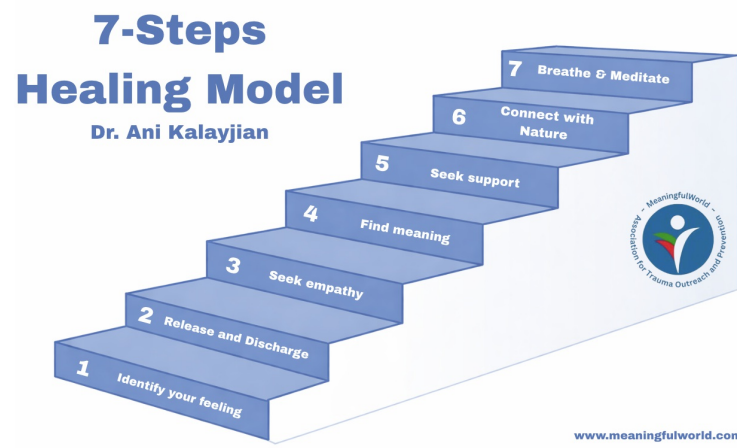 7-Steps
Healing Model
Dr. Ani Kalayjian
7 Breathe & Meditate
6 Connect with
Nature
5 Seek support
4 Find meaning
3 Seek empathy
2 Release and Discharge
1 Identify your feeling
- MeaningfulWorld -
Association for Trauma Outreach and Prevention
www.meaningfulworld.com